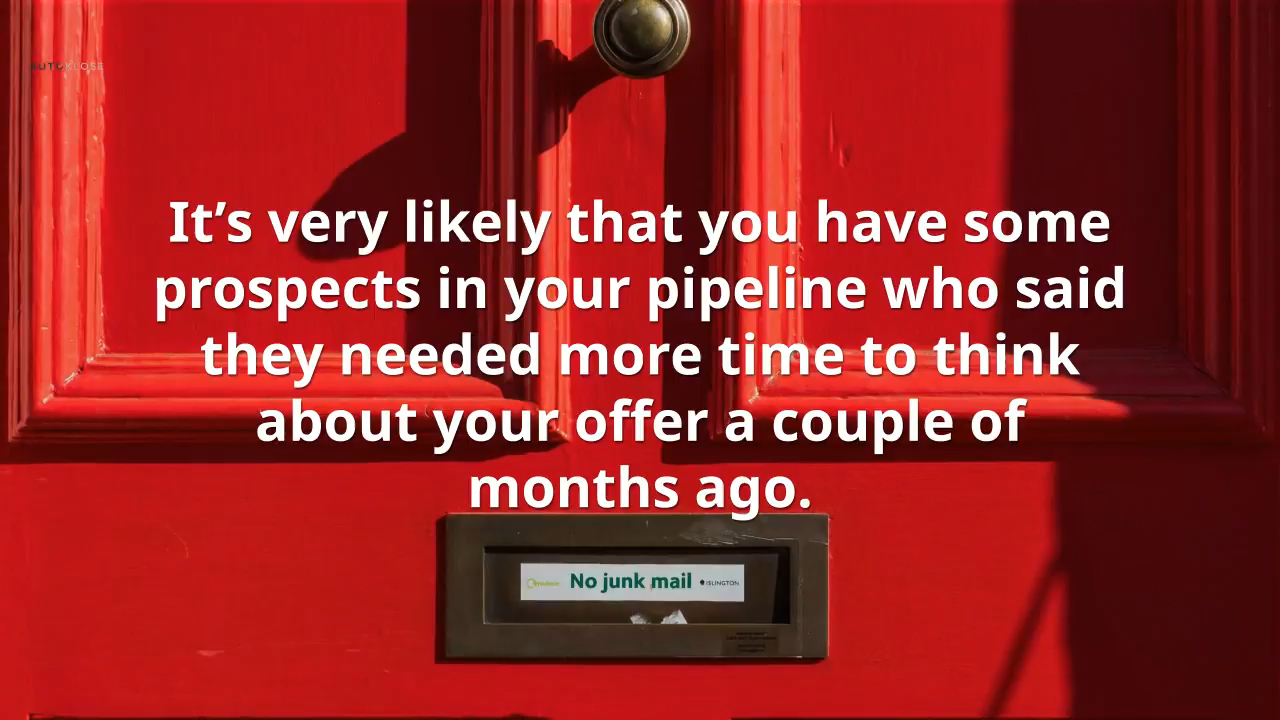 AUTOKLOSE
It’s very likely that you have some
prospects in your pipeline who said
they needed more time to think
about your offer a couple of
months ago.
No junk mail
ISLINGTON